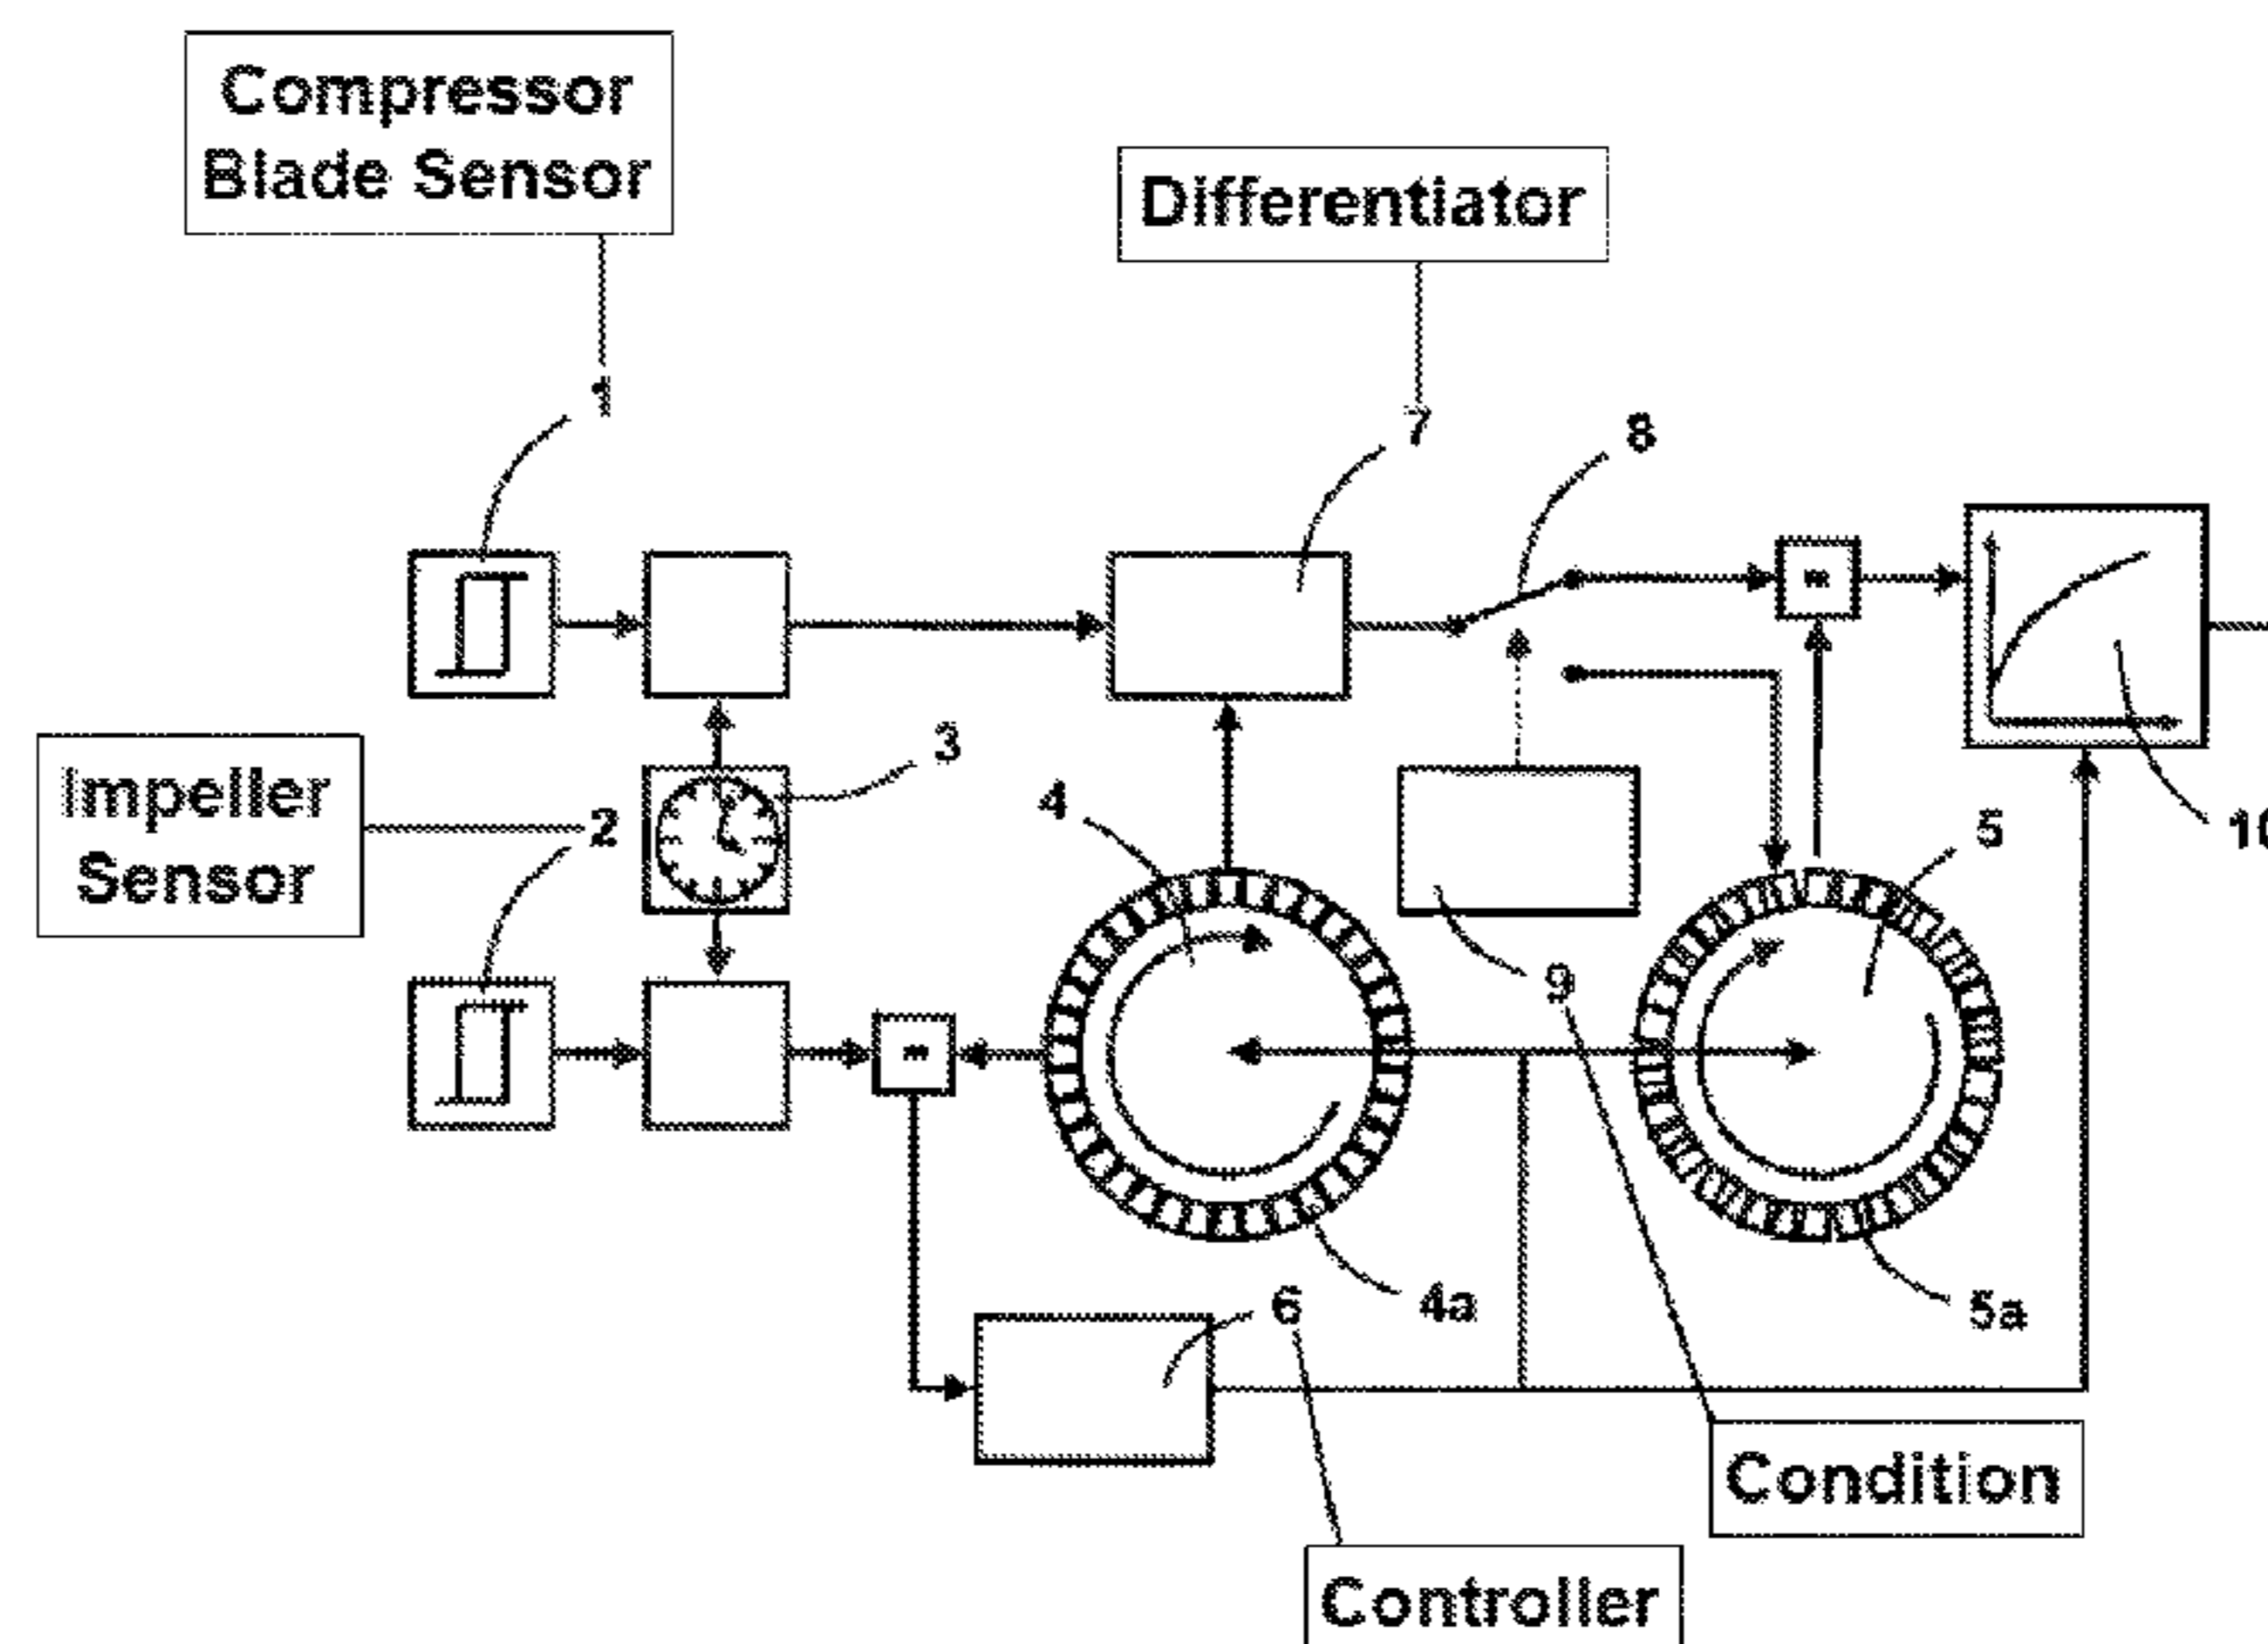 Compressor
Blade Sensor
Differentiator
1
7
8
Impeller
Sensor
2
3
4
5
10
9
6
4a
5a
Condition
Controller